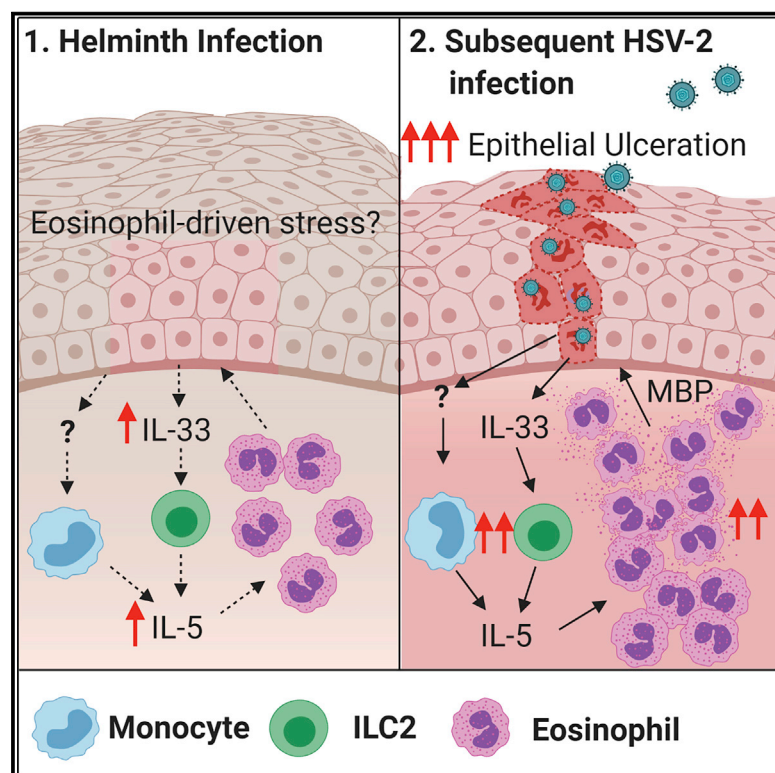 1. Helminth Infection
Eosinophil-driven stress?
?
IL-33
IL-5
2. Subsequent HSV-2
infection
Epithelial Ulceration
MBP
?
IL-33
IL-5
Monocyte
ILC2
Eosinophil